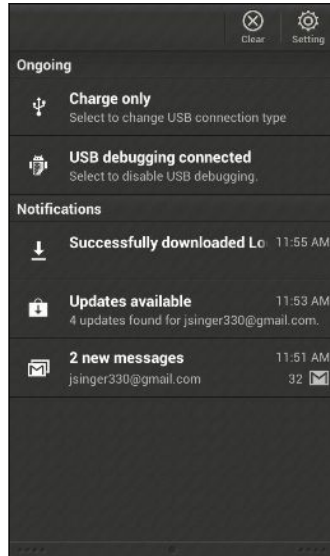 Clear Setting
Ongoing
Charge only
Select to change USB connection type
USB debugging connected
Select to disable USB debugging.
Notifications
Successfully downloaded Lo 11:55 AM
Updates available 11:53 AM
4 updates found for jsinger330@gmail.com.
2 new messages 11:51 AM
jsinger330@gmail.com 32